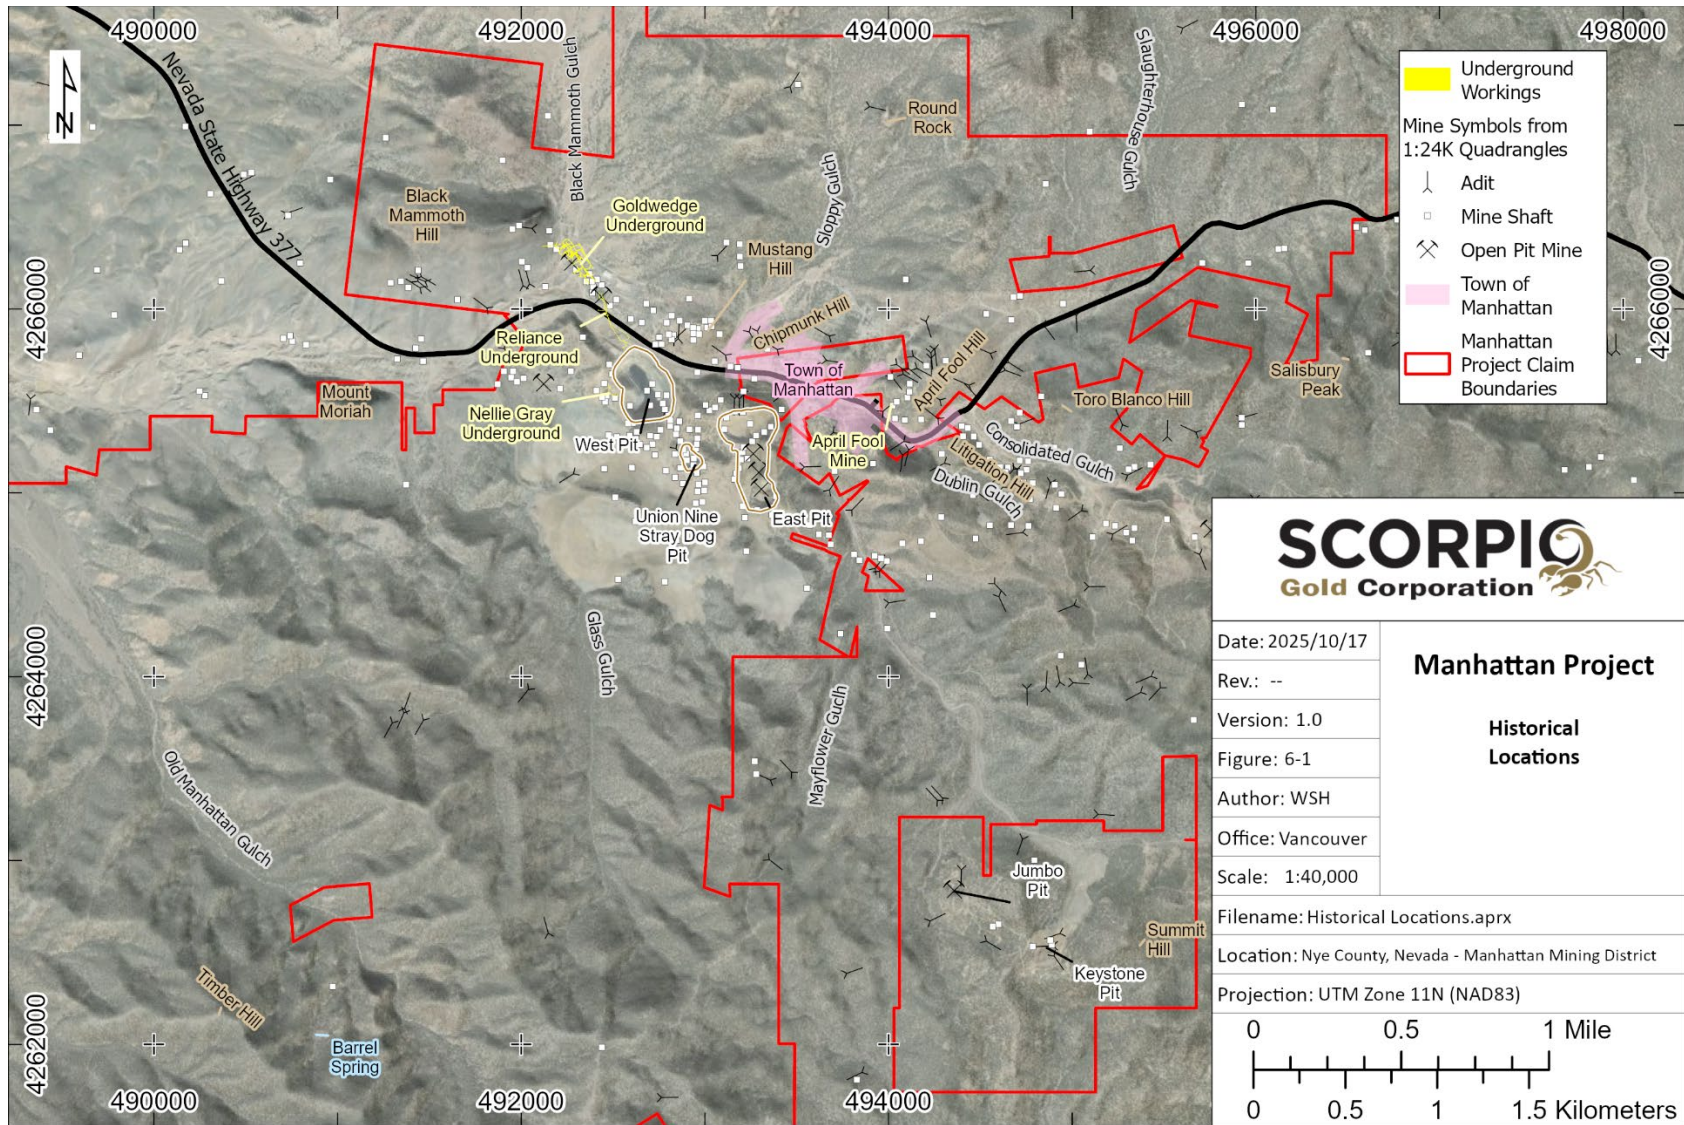 490000
492000
494000
496000
498000
Nevada State Highway 377
Black Mammoth Gulch
Slaughterhouse Gulch
Round
Rock
Sloppy Gulch
Black
Mammoth
Hill
Goldwedge
Underground
Mustang
Hill
4266000
Chipmunk Hill
Reliance
Underground
Town of
Manhattan
April Fool Hill
Mount
Moriah
Nellie Gray
Underground
West Pit
April Fool
Mine
Toro Blanco Hill
Salisbury
Peak
Consolidated Gulch
Litigation Hill
Dublin Gulch
Union Nine
Stray Dog
Pit
East Pit
4264000
Glass Gulch
Mayflower Guclh
Old Manhattan Gulch
Jumbo
Pit
Summit
Hill
Keystone
Pit
Timber Hill
Barrel
Spring
4262000
490000
492000
494000
4266000
N
Underground
Workings
Mine Symbols from
1:24K Quadrangles
Adit
Mine Shaft
Open Pit Mine
Town of
Manhattan
Manhattan
Project Claim
Boundaries
SCORPIO
Gold Corporation
Date: 2025/10/17
Rev.: --
Version: 1.0
Figure: 6-1
Author: WSH
Office: Vancouver
Scale: 1:40,000
Manhattan Project
Historical
Locations
Filename: Historical Locations.aprx
Location: Nye County, Nevada - Manhattan Mining District
Projection: UTM Zone 11N (NAD83)
0 0.5 1 Mile
0 0.5 1 1.5 Kilometers